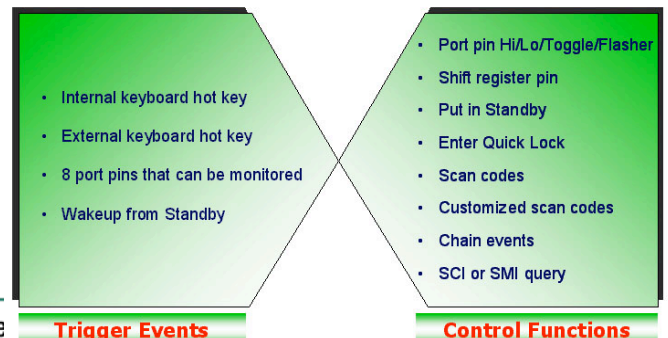 • Internal keyboard hot key
• External keyboard hot key
• 8 port pins that can be monitored
• Wakeup from Standby
Trigger Events
• Port pin Hi/Lo/Toggle/Flasher
• Shift register pin
• Put in Standby
• Enter Quick Lock
• Scan codes
• Customized scan codes
• Chain events
• SCI or SMI query
Control Functions